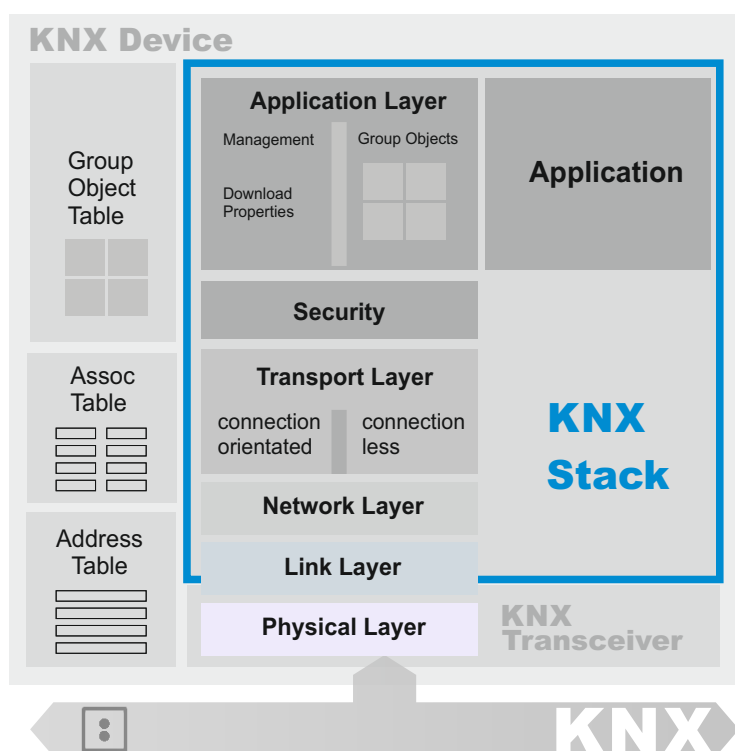 KNX Device
Group
Object
Table
Assoc
Table
Address
Table
Application Layer
Management
Group Objects
Download
Properties
Application
Security
Transport Layer
connection
orientated
connection
less
Network Layer
Link Layer
Physical Layer
KNX
Stack
KNX
Transceiver
KNX